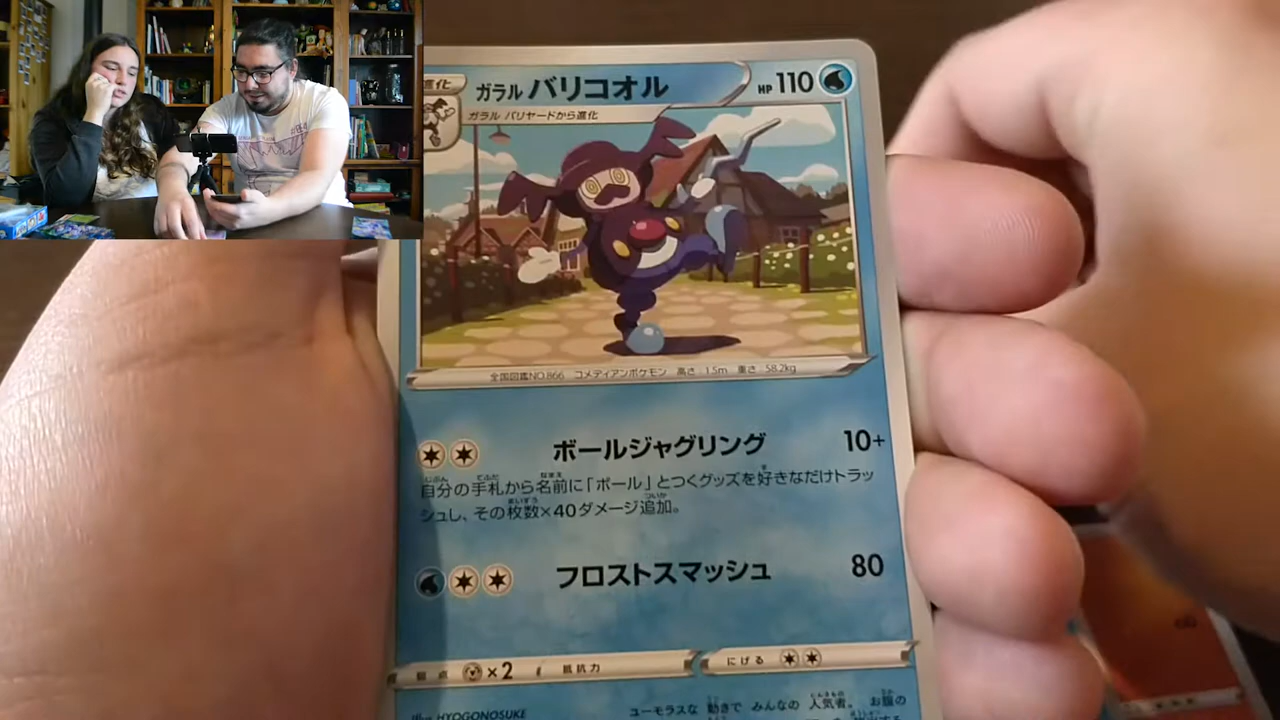 進化
ガラル バリコオル
HP 110
ガラル バリヤードから進化
全国図鑑NO.866 コメディアンポケモン 高さ:1.5m 重さ:58.2kg
ボールジャグリング 10+
自分の手札から名前に「ボール」とつくグッズを好きなだけトラッ
シュし、その枚数×40ダメージ追加。
フロストスマッシュ 80
弱点 ×2 抵抗力 にげる
Illus. HYOGONOSUKE
ユーモラスな 動きで みんなの 人気者。 お腹の